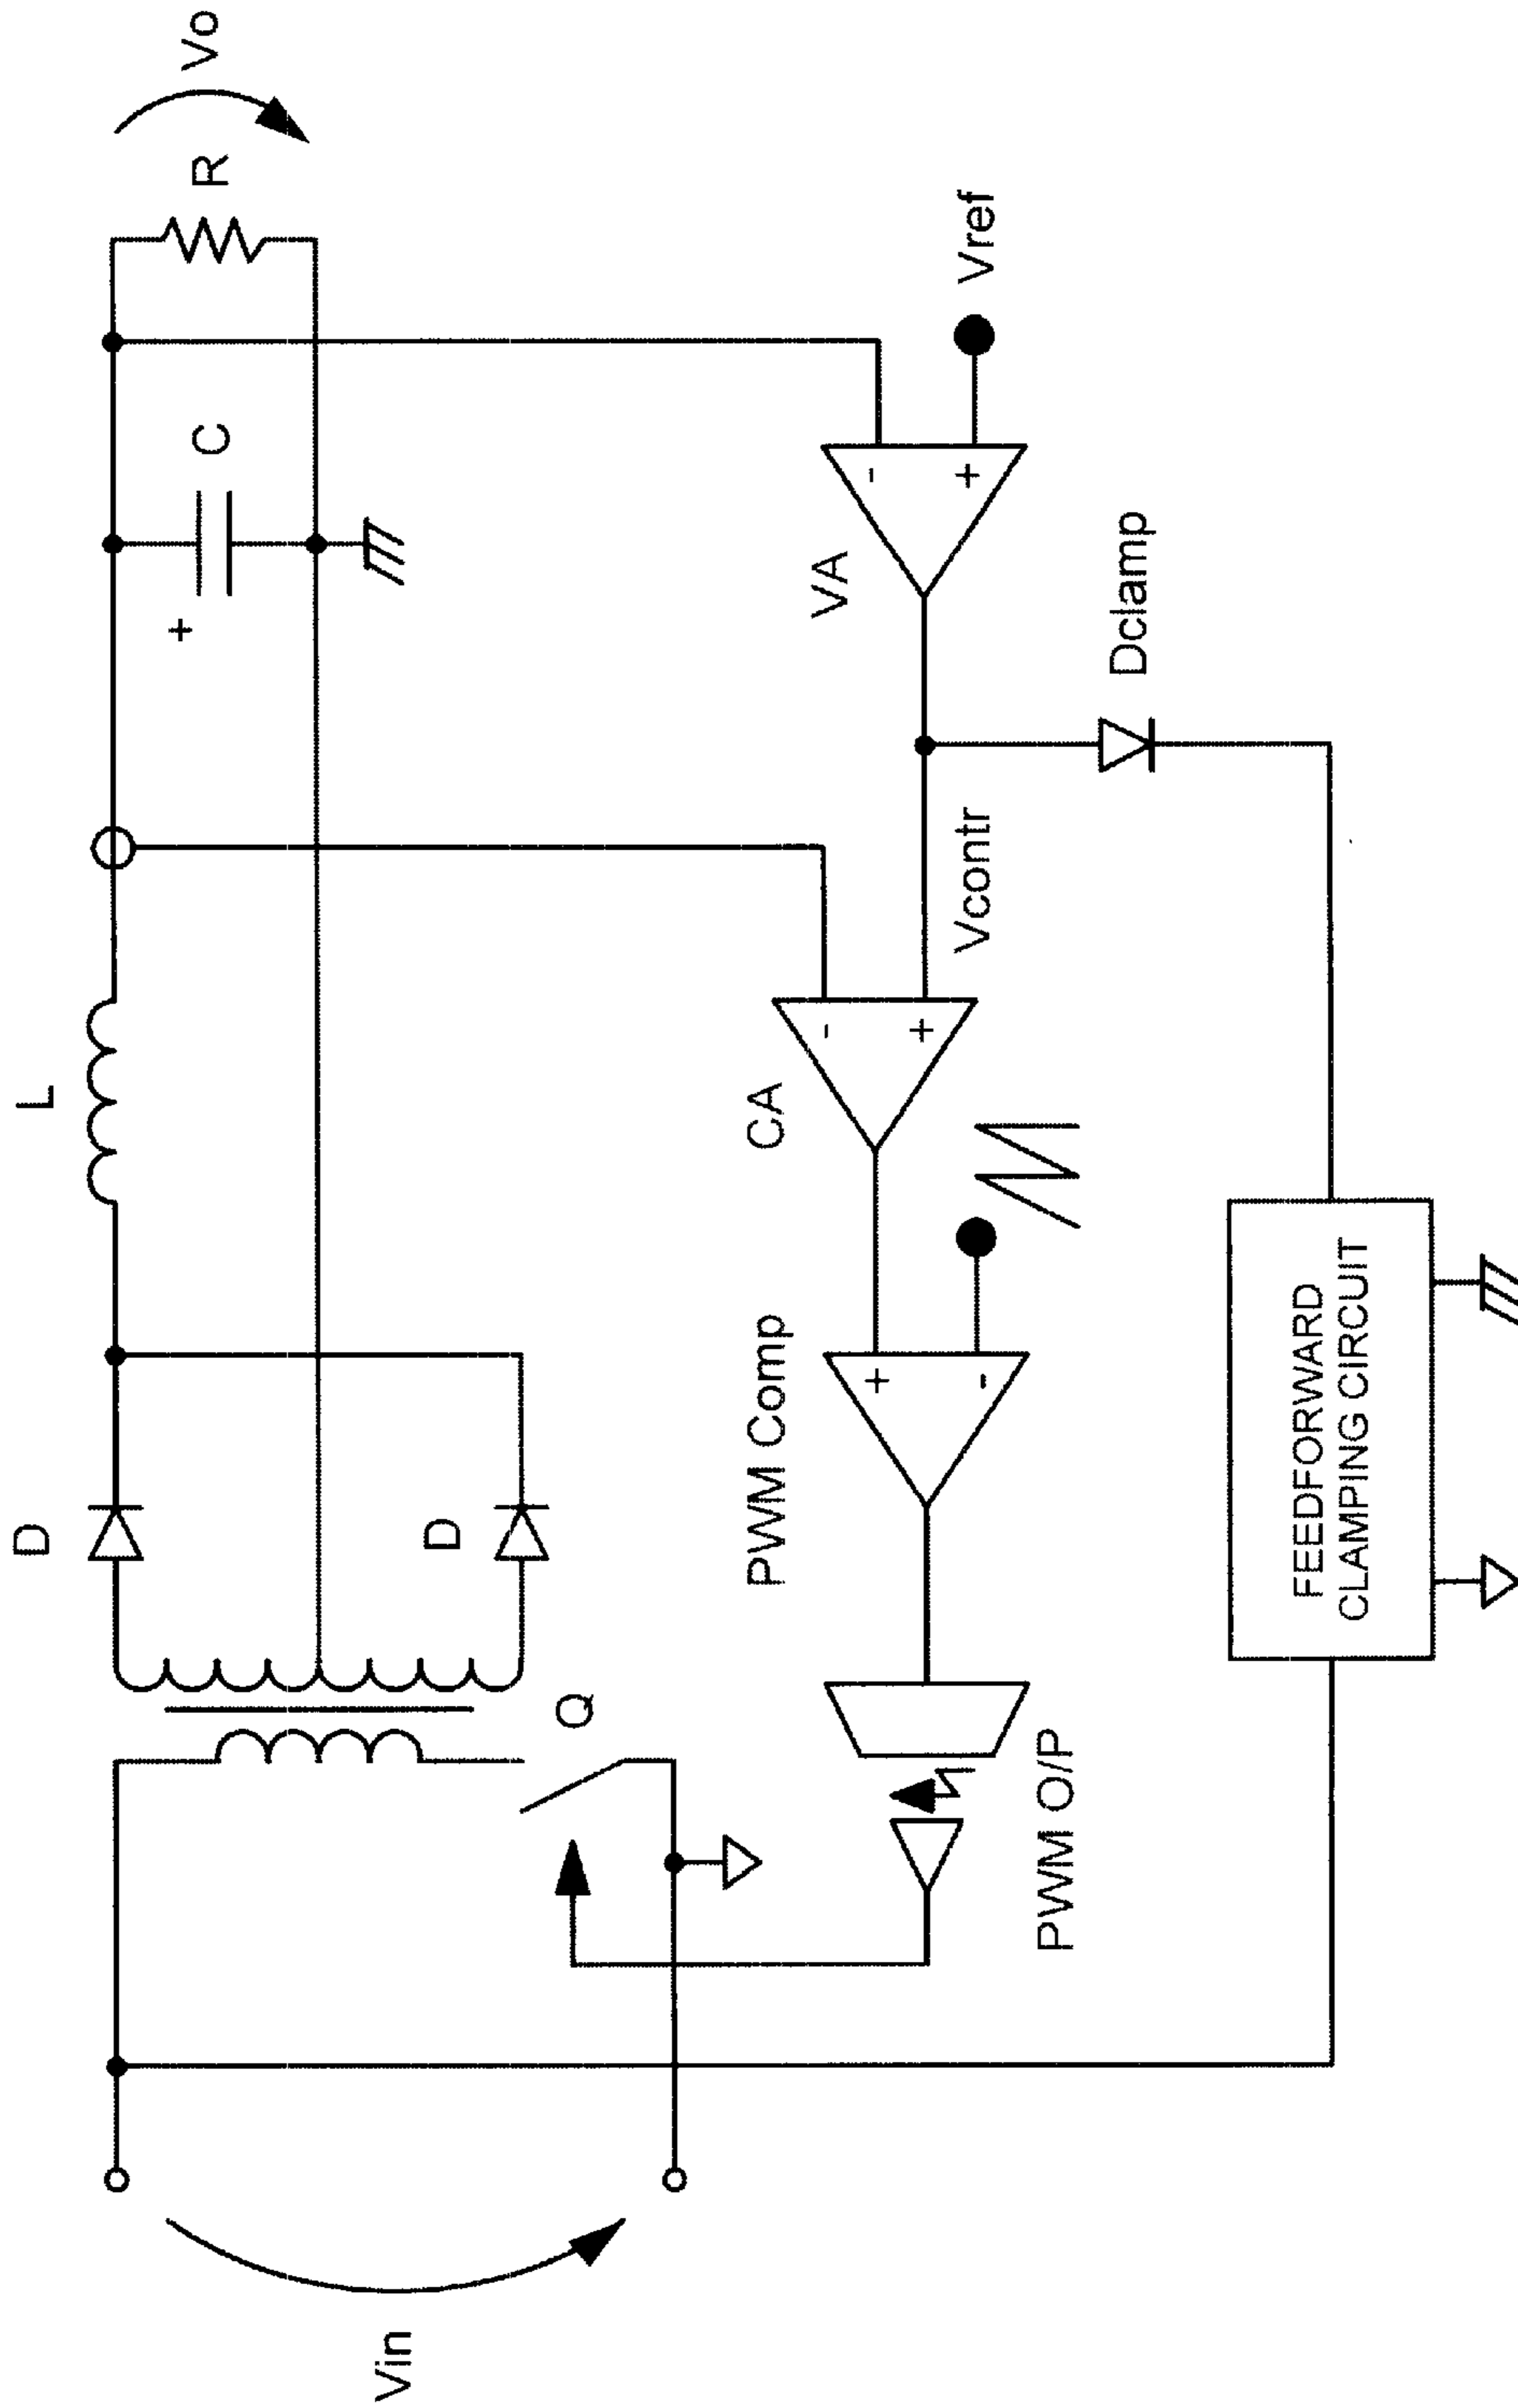 L
D
D
+
C
R
Vo
Vin
Q
PWM Comp
CA
VA
-
+
-
+
+
-
Vcontr
Vref
PWM O/P
Dclamp
FEEDFORWARD
CLAMPING CIRCUIT